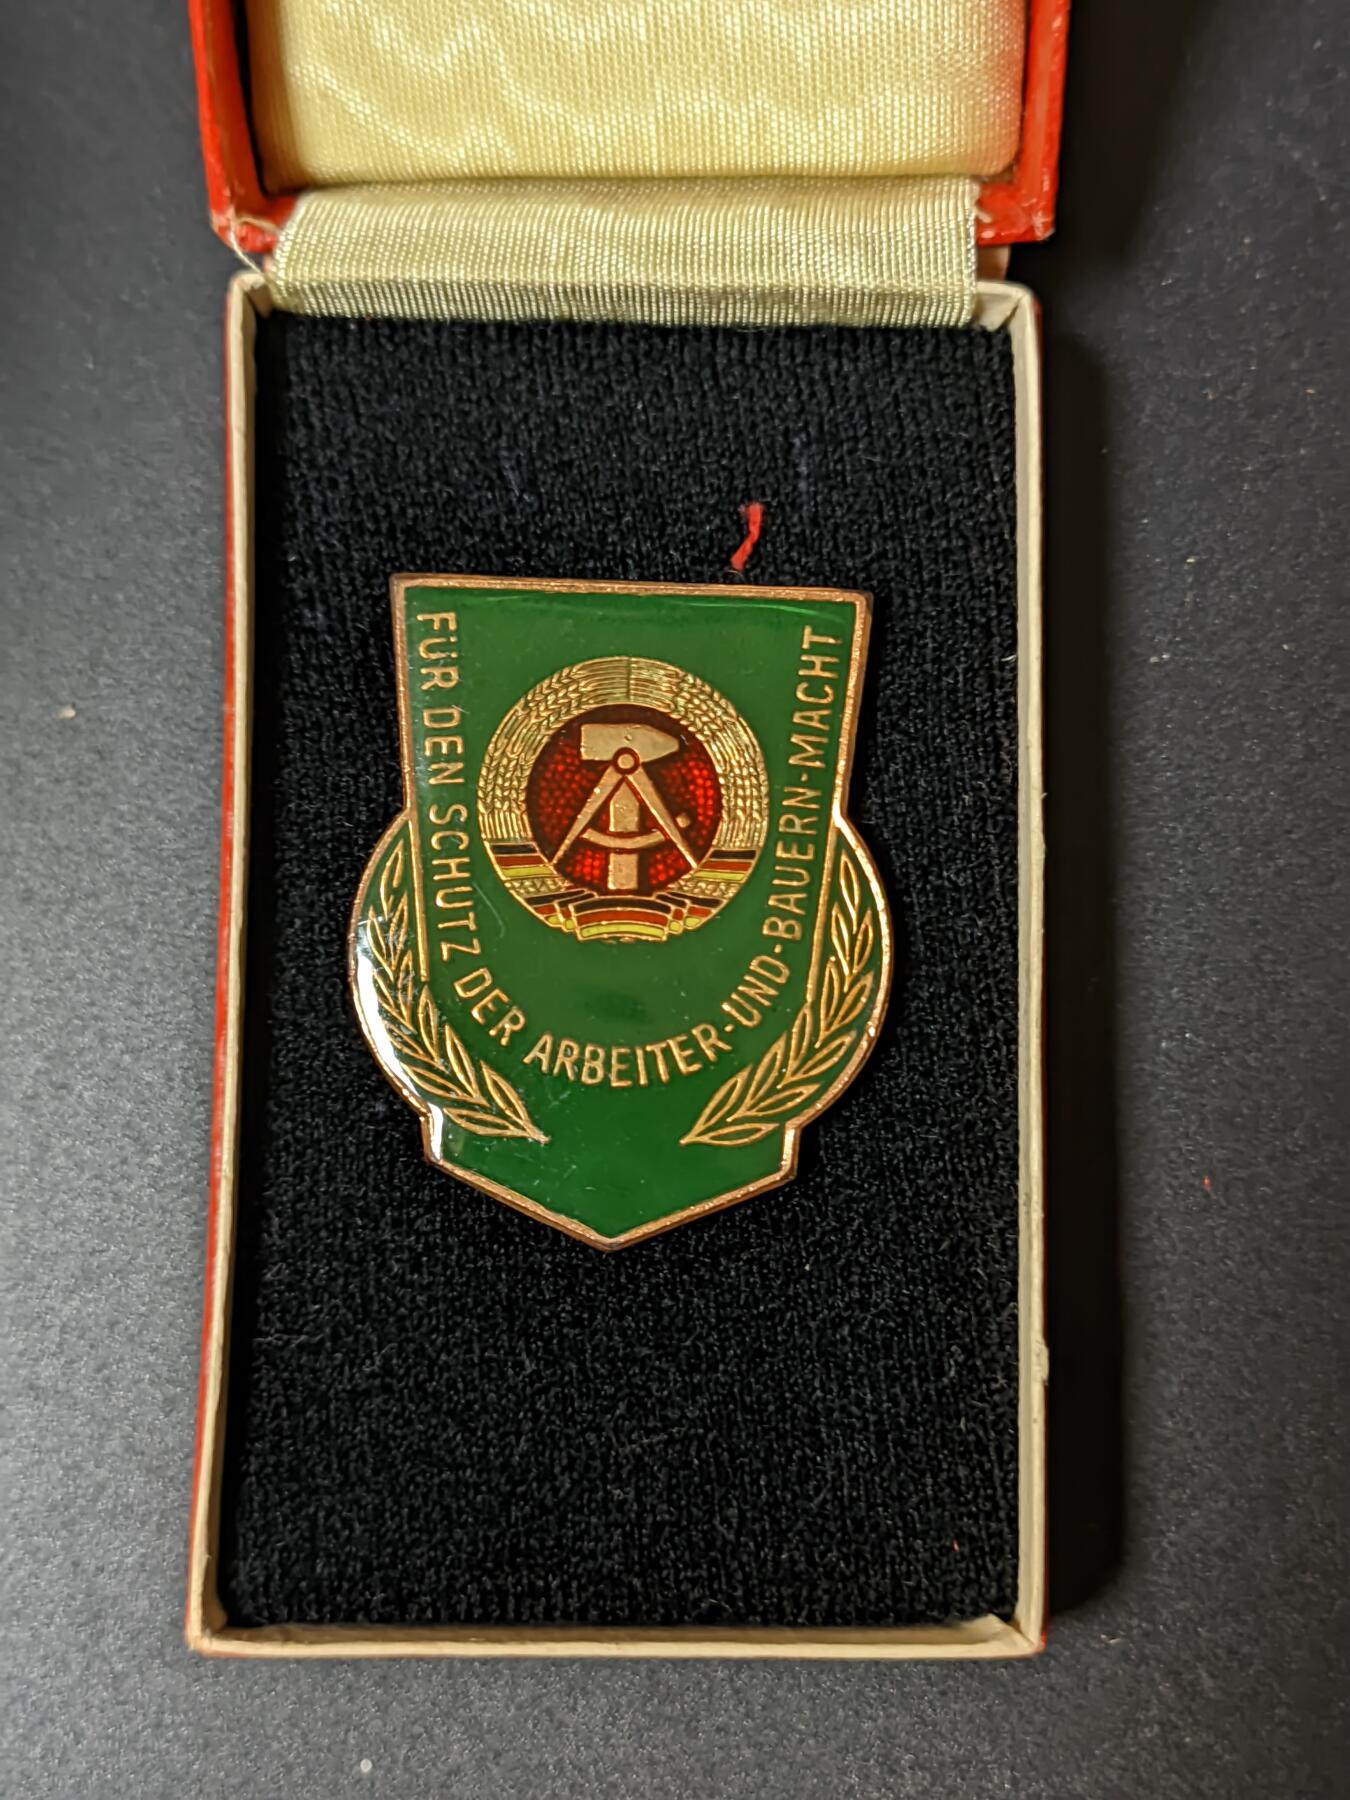 FÜR DEN SCHUTZ DER ARBEITER-UND-BAUERN-MACHT